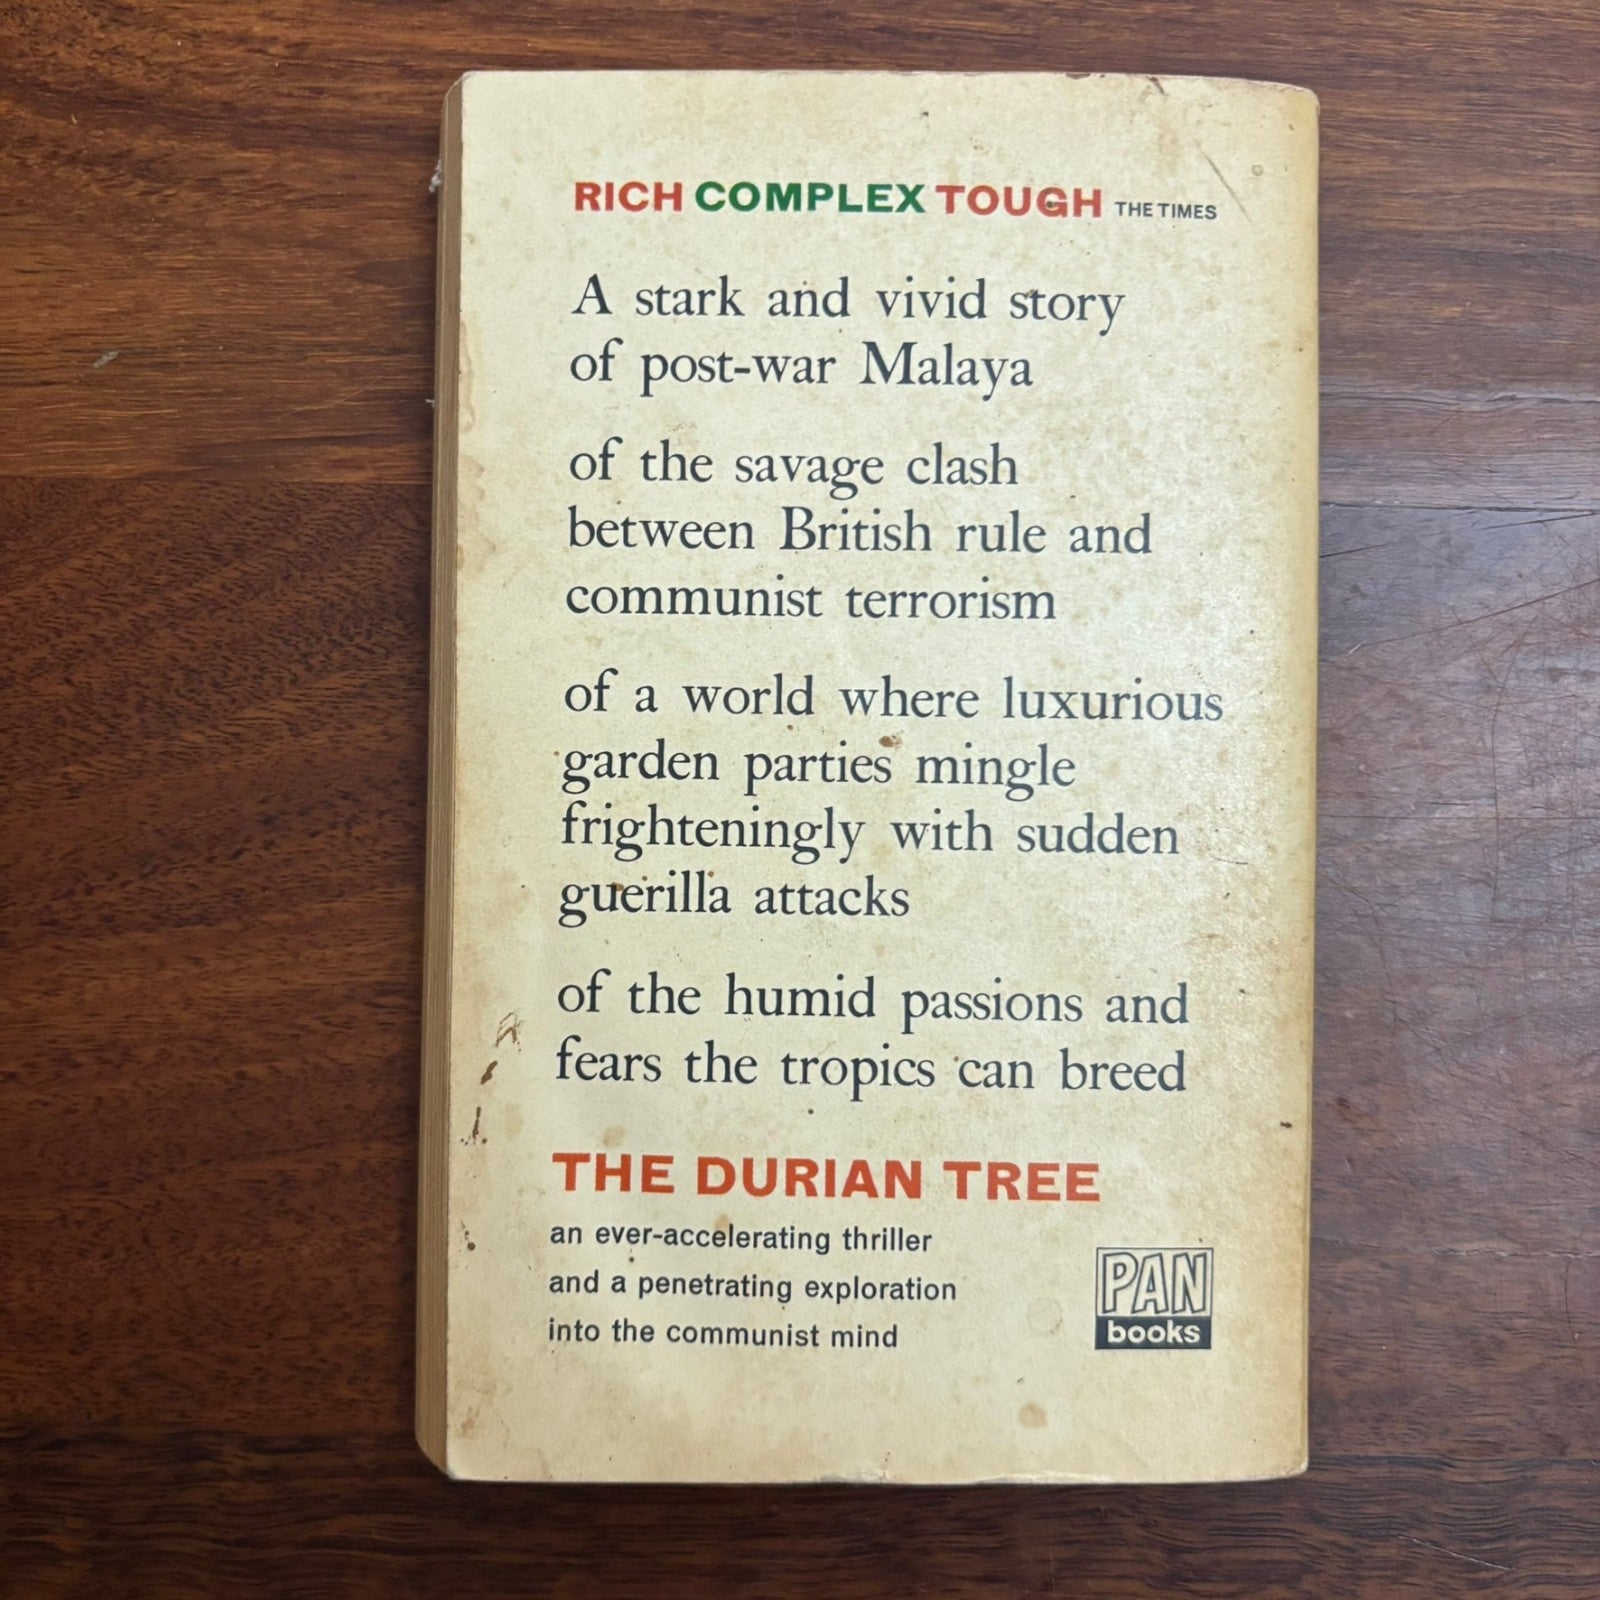 RICH COMPLEX TOUGH THE TIMES
A stark and vivid story
of post-war Malaya
of the savage clash
between British rule and
communist terrorism
of a world where luxurious
garden parties mingle
frighteningly with sudden
guerilla attacks
of the humid passions and
fears the tropics can breed
THE DURIAN TREE
an ever-accelerating thriller
and a penetrating exploration
into the communist mind
PAN
books